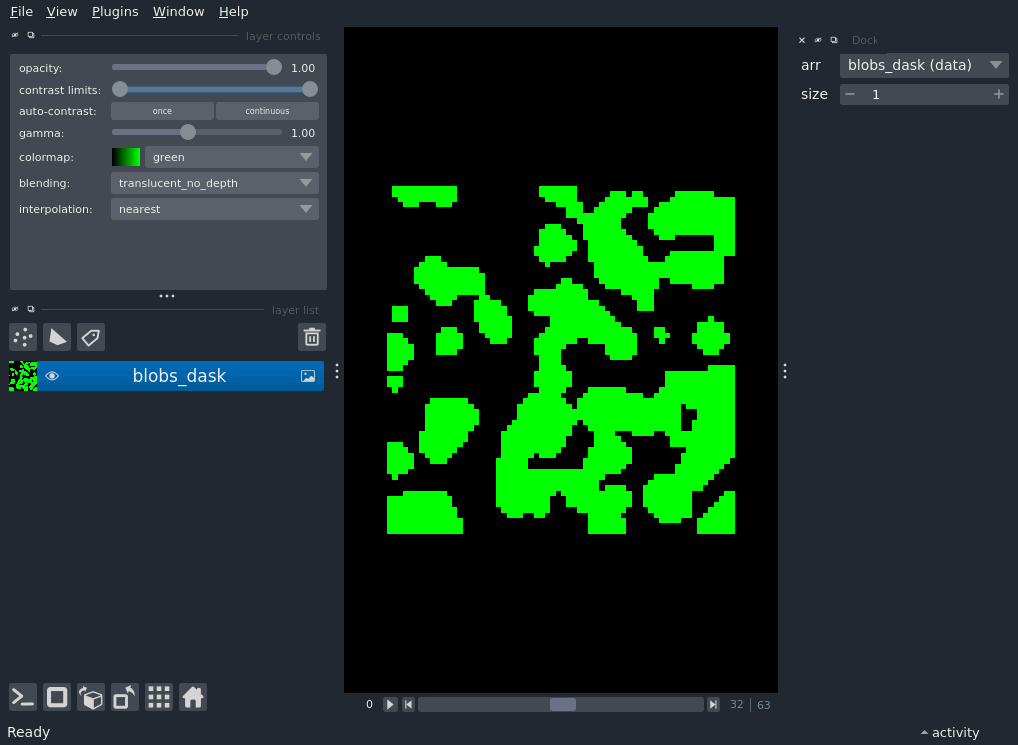 File View Plugins Window Help
layer controls
opacity: 1.00
contrast limits:
auto-contrast: once continuous
gamma: 1.00
colormap: green
blending: translucent_no_depth
interpolation: nearest
layer list
blobs_dask
Dock
arr blobs_dask (data)
size 1
0 32 63
Ready
activity